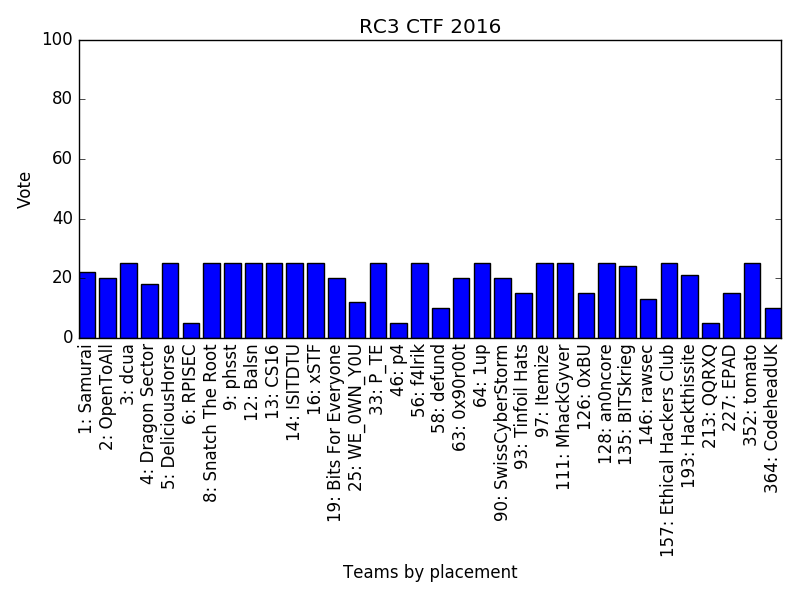 RC3 CTF 2016
100
80
60
40
20
0
Vote
1: Samurai
2: OpenToAll
3: dcua
4: Dragon Sector
5: DeliciousHorse
6: RPISEC
8: Snatch The Root
9: phsst
12: Balsn
13: CS16
14: ISITDTU
16: xSTF
19: Bits For Everyone
25: WE_0WN_Y0U
33: P_TE
46: p4
56: f4lrik
58: defund
63: 0x90r00t
64: 1up
90: SwissCyberStorm
93: Tinfoil Hats
97: Itemize
111: MhackGyver
126: 0xBU
128: an0ncore
135: BITSkrieg
146: rawsec
157: Ethical Hackers Club
193: Hackthissite
213: QQRXQ
227: EPAD
352: tomato
364: CodeheadUK
Teams by placement